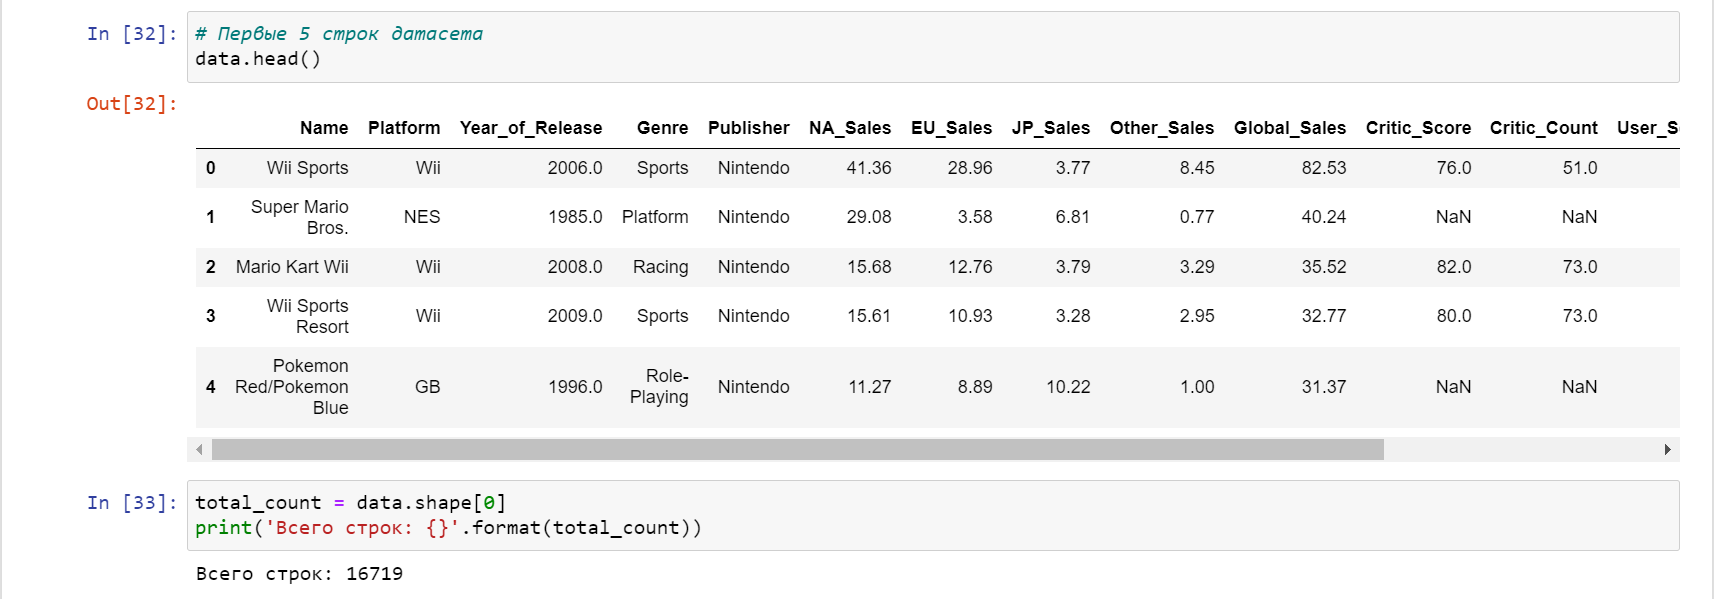 In [32]: # Первые 5 строк датасета
data.head()
Out[32]:
Name Platform Year_of_Release Genre Publisher NA_Sales EU_Sales JP_Sales Other_Sales Global_Sales Critic_Score Critic_Count User_S
0 Wii Sports Wii 2006.0 Sports Nintendo 41.36 28.96 3.77 8.45 82.53 76.0 51.0
1 Super Mario Bros. NES 1985.0 Platform Nintendo 29.08 3.58 6.81 0.77 40.24 NaN NaN
2 Mario Kart Wii Wii 2008.0 Racing Nintendo 15.68 12.76 3.79 3.29 35.52 82.0 73.0
3 Wii Sports Resort Wii 2009.0 Sports Nintendo 15.61 10.93 3.28 2.95 32.77 80.0 73.0
4 Pokemon Red/Pokemon Blue GB 1996.0 Role-Playing Nintendo 11.27 8.89 10.22 1.00 31.37 NaN NaN
In [33]: total_count = data.shape[0]
print('Всего строк: {}'.format(total_count))
Всего строк: 16719